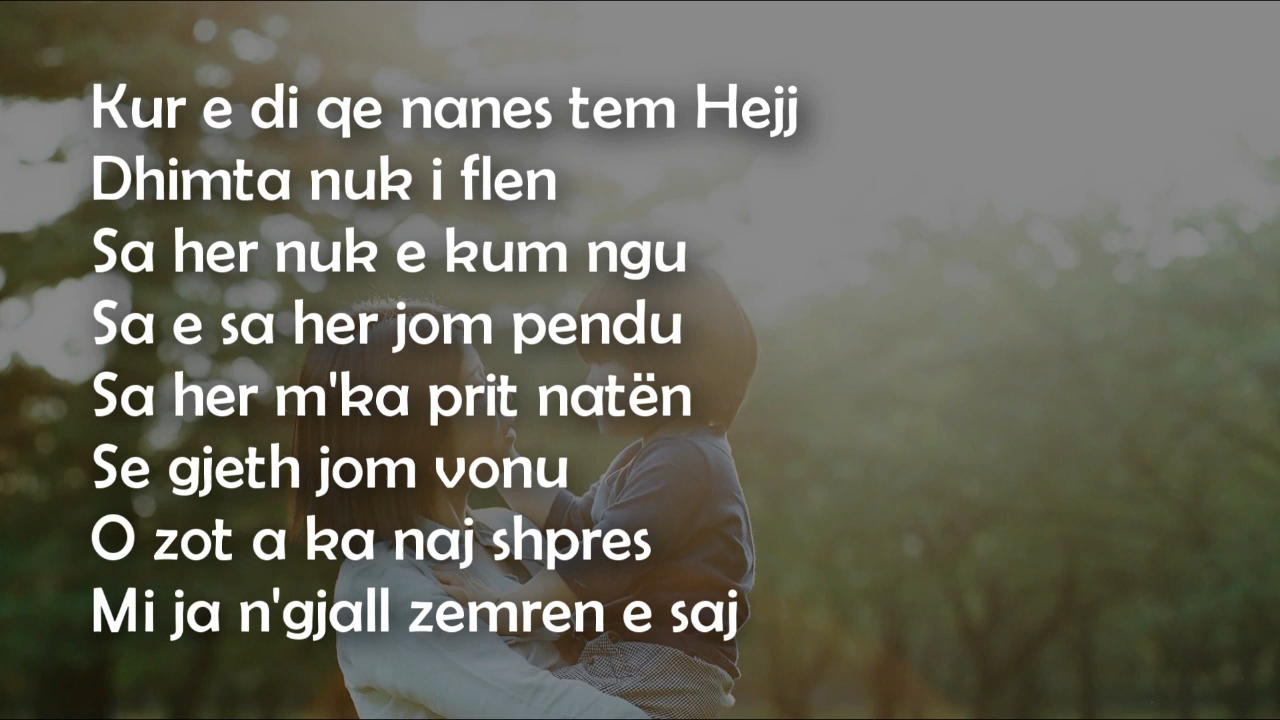 Kur e di qe nanes tem Hejj
Dhimta nuk i flen
Sa her nuk e kum ngu
Sa e sa her jom pendu
Sa her m'ka prit natën
Se gjeth jom vonu
O zot a ka naj shpres
Mi ja n'gjall zemren e saj